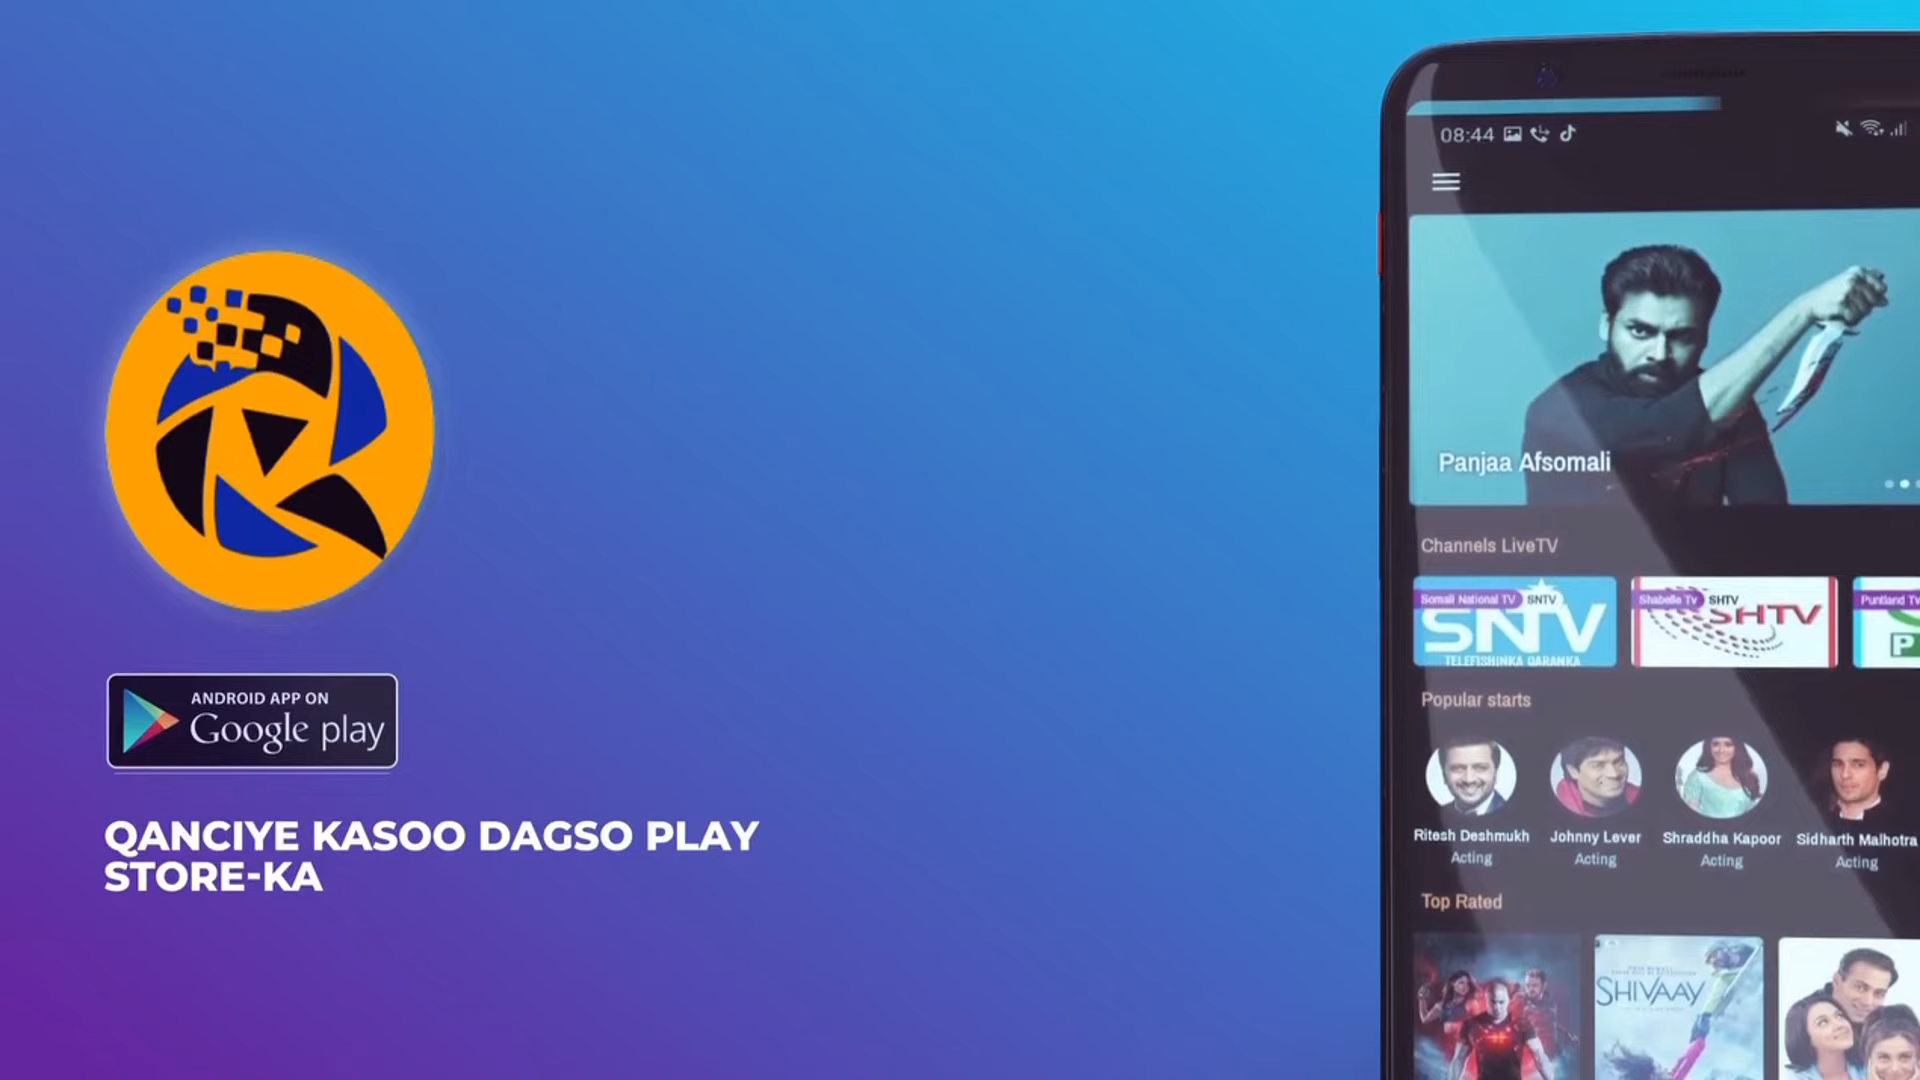 ANDROID APP ON
Google play
QANCIYE KASOO DAGSO PLAY
STORE-KA
08:44
Panjaa Afsomali
Channels LiveTV
Somali National TV SNTV
SNTV
TELEFISHINKA QARANKA
Shabelle Tv SHTV
SHTV
Puntland Tv
P
Popular starts
Ritesh Deshmukh
Acting
Johnny Lever
Acting
Shraddha Kapoor
Acting
Sidharth Malhotra
Acting
Top Rated
SHIVAAY